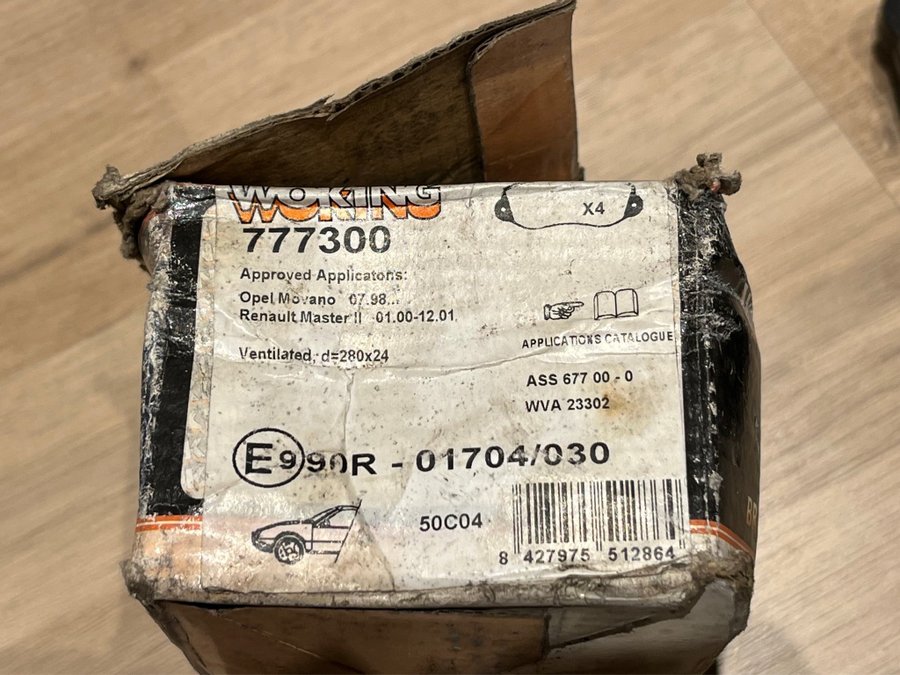 WOKING
777300
X4
Approved Applicatons:
Opel Movano 07.98...
Renault Master II 01.00-12.01
APPLICATIONS CATALOGUE
Ventilated, d=280x24
ASS 677 00 - 0
WVA 23302
E9 90R - 01704/030
50C04
8 427975 512864